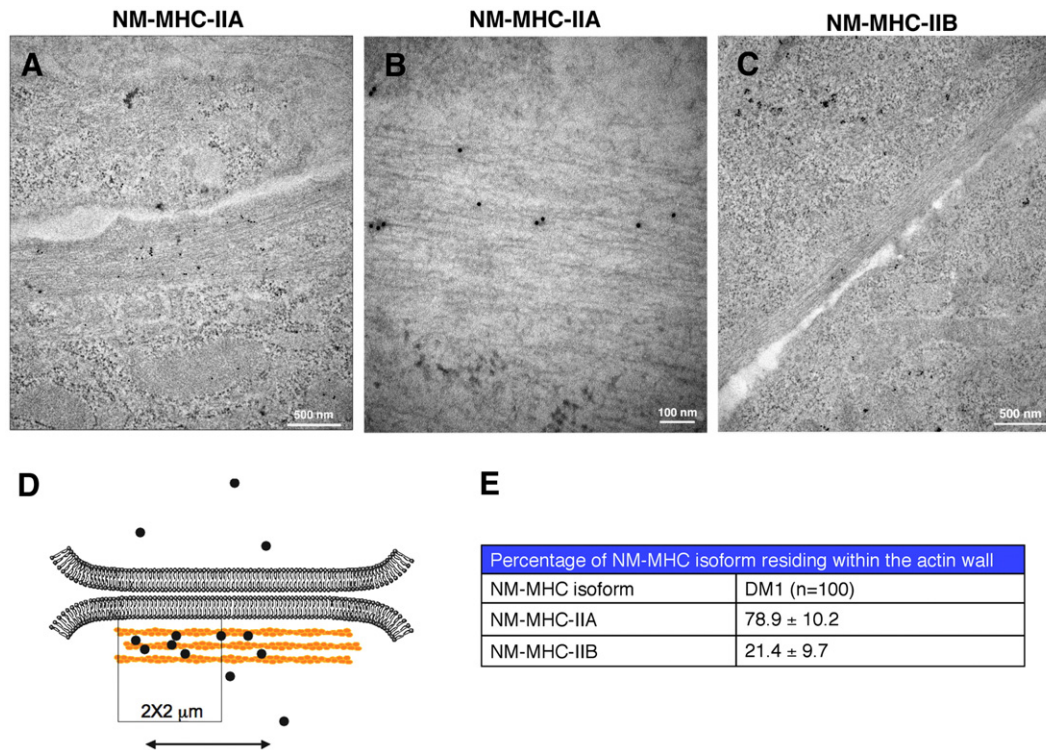 NM-MHC-IIA
NM-MHC-IIA
NM-MHC-IIB
A
B
C
500 nm
100 nm
500 nm
D
E
2X2 μm
Percentage of NM-MHC isoform residing within the actin wall
NM-MHC isoform DM1 (n=100)
NM-MHC-IIA 78.9 ± 10.2
NM-MHC-IIB 21.4 ± 9.7